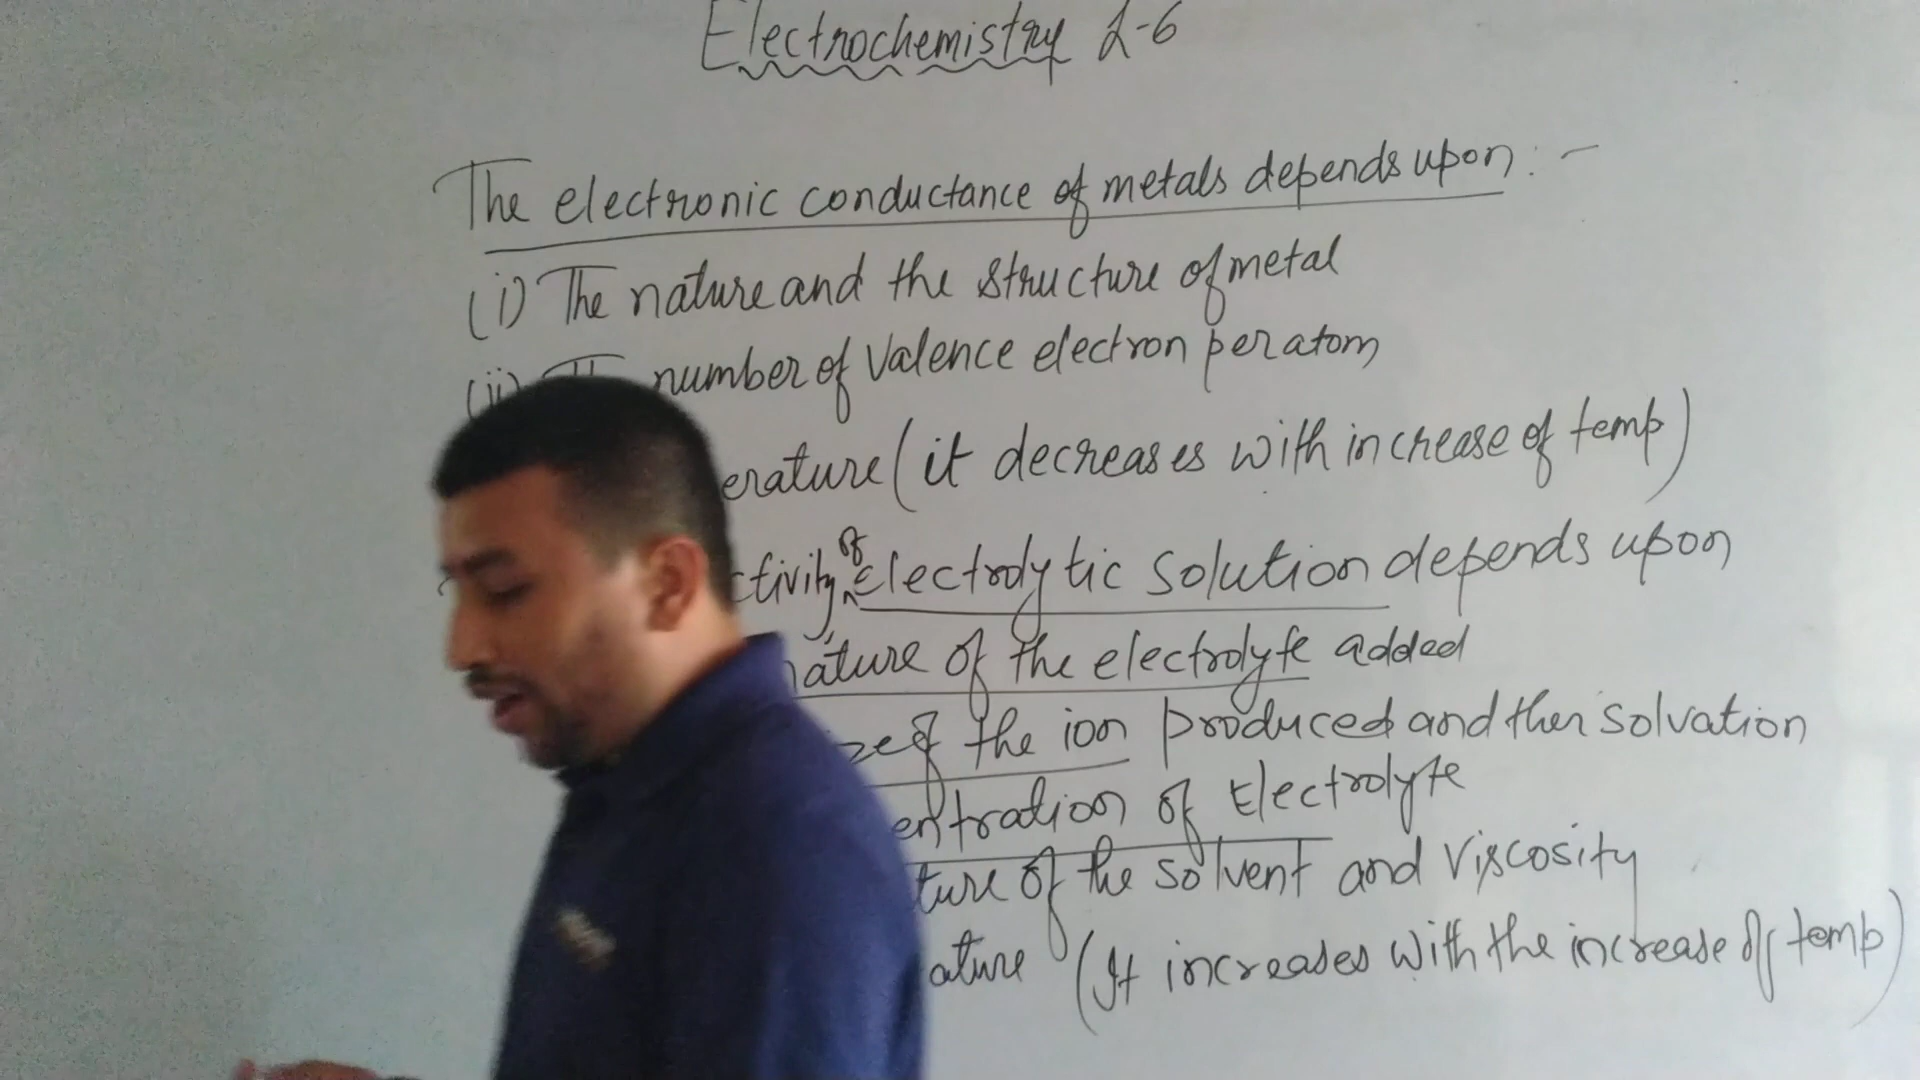 Electrochemistry L-6
The electronic conductance of metals depends upon :-
(i) The nature and the structure of metal
(ii) number of Valence electron per atom
erature (it decreases with increase of temp)
ctivity of electrolytic solution depends upon
nature of the electrolyte added
ze of the ion produced and ther solvation
entration of Electrolyte
ture of the solvent and Viscosity
ature (It increases with the increase of temp)